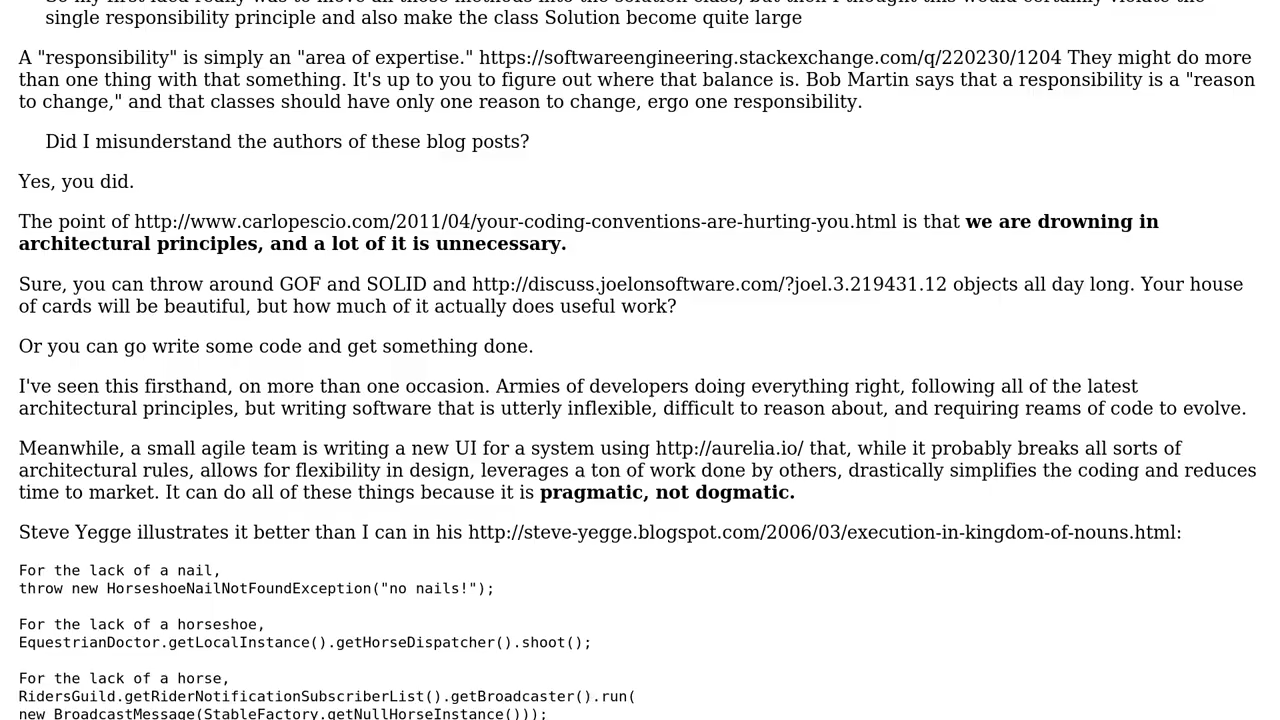 single responsibility principle and also make the class Solution become quite large
A "responsibility" is simply an "area of expertise." https://softwareengineering.stackexchange.com/q/220230/1204 They might do more
than one thing with that something. It's up to you to figure out where that balance is. Bob Martin says that a responsibility is a "reason
to change," and that classes should have only one reason to change, ergo one responsibility.
Did I misunderstand the authors of these blog posts?
Yes, you did.
The point of http://www.carlopescio.com/2011/04/your-coding-conventions-are-hurting-you.html is that we are drowning in
architectural principles, and a lot of it is unnecessary.
Sure, you can throw around GOF and SOLID and http://discuss.joelonsoftware.com/?joel.3.219431.12 objects all day long. Your house
of cards will be beautiful, but how much of it actually does useful work?
Or you can go write some code and get something done.
I've seen this firsthand, on more than one occasion. Armies of developers doing everything right, following all of the latest
architectural principles, but writing software that is utterly inflexible, difficult to reason about, and requiring reams of code to evolve.
Meanwhile, a small agile team is writing a new UI for a system using http://aurelia.io/ that, while it probably breaks all sorts of
architectural rules, allows for flexibility in design, leverages a ton of work done by others, drastically simplifies the coding and reduces
time to market. It can do all of these things because it is pragmatic, not dogmatic.
Steve Yegge illustrates it better than I can in his http://steve-yegge.blogspot.com/2006/03/execution-in-kingdom-of-nouns.html:
For the lack of a nail,
throw new HorseshoeNailNotFoundException("no nails!");
For the lack of a horseshoe,
EquestrianDoctor.getLocalInstance().getHorseDispatcher().shoot();
For the lack of a horse,
RidersGuild.getRiderNotificationSubscriberList().getBroadcaster().run(
new BroadcastMessage(StableFactory.getNullHorseInstance()));